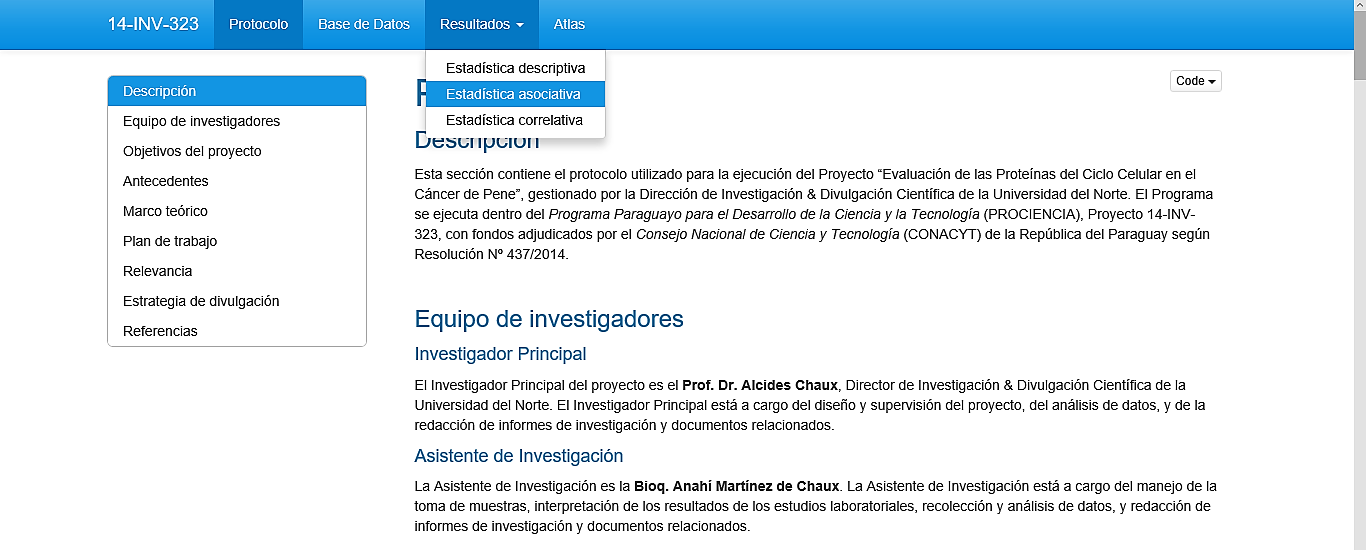 14-INV-323 Protocolo Base de Datos Resultados Atlas
Estadística descriptiva
Estadística asociativa
Estadística correlativa
Code
Descripción
Equipo de investigadores
Objetivos del proyecto
Antecedentes
Marco teórico
Plan de trabajo
Relevancia
Estrategia de divulgación
Referencias
Descripción
Esta sección contiene el protocolo utilizado para la ejecución del Proyecto “Evaluación de las Proteínas del Ciclo Celular en el
Cáncer de Pene”, gestionado por la Dirección de Investigación & Divulgación Científica de la Universidad del Norte. El Programa
se ejecuta dentro del Programa Paraguayo para el Desarrollo de la Ciencia y la Tecnología (PROCIENCIA), Proyecto 14-INV-
323, con fondos adjudicados por el Consejo Nacional de Ciencia y Tecnología (CONACYT) de la República del Paraguay según
Resolución Nº 437/2014.
Equipo de investigadores
Investigador Principal
El Investigador Principal del proyecto es el Prof. Dr. Alcides Chaux, Director de Investigación & Divulgación Científica de la
Universidad del Norte. El Investigador Principal está a cargo del diseño y supervisión del proyecto, del análisis de datos, y de la
redacción de informes de investigación y documentos relacionados.
Asistente de Investigación
La Asistente de Investigación es la Bioq. Anahí Martínez de Chaux. La Asistente de Investigación está a cargo del manejo de la
toma de muestras, interpretación de los resultados de los estudios laboratoriales, recolección y análisis de datos, y redacción de
informes de investigación y documentos relacionados.